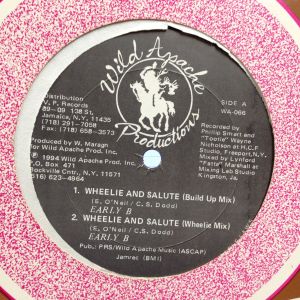 Wild Apache
Productions
Distribution
V. P. Records
89-09 138 St.
Jamaica, N.Y. 11435
718) 291-7058
Fax: (718) 658-3573
Produced by W. Maragh
for Wild Apache Prod. Inc.
℗ 1994 Wild Apache Prod. Inc.
P.O. Box 471
Rockville Cntr., N.Y. 11571
516) 623-4964
SIDE A
WA-066
Recorded by
Phillip Smart and
"Tootie" Wayne
Nicholson at H.C.F
Studio, Freeport, N.Y.
Mixed by Lynford
"Fatta" Marshall at
Mixing Lab Studio
Kingston, Ja.
1. WHEELIE AND SALUTE (Build Up Mix)
(E. O'Neil / C.S. Dodd)
EARLY B
2. WHEELIE AND SALUTE (Wheelie Mix)
(E. O'Neil / C.S. Dodd)
EARLY B
Pub.: PRS/Wild Apache Music (ASCAP)
Jamrec (BMI)